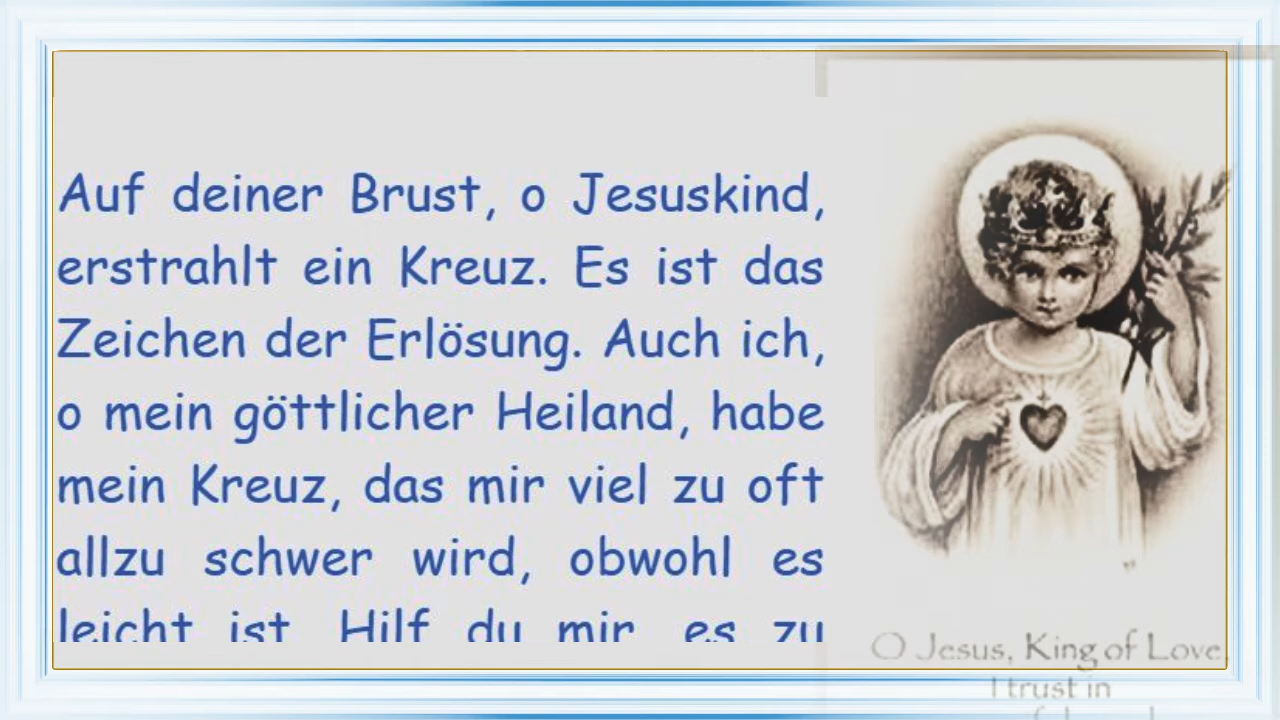 Auf deiner Brust, o Jesuskind,
erstrahlt ein Kreuz. Es ist das
Zeichen der Erlösung. Auch ich,
o mein göttlicher Heiland, habe
mein Kreuz, das mir viel zu oft
allzu schwer wird, obwohl es
leicht ist. Hilf du mir, es zu
O Jesus, King of Love,
I trust in